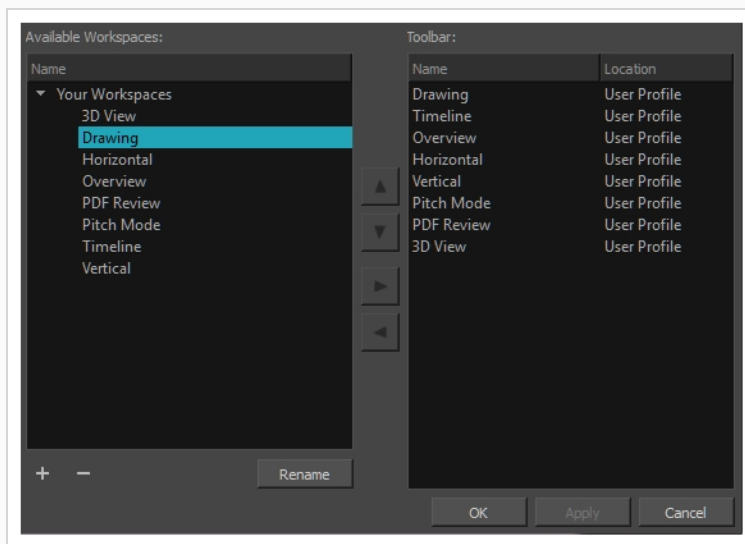 Available Workspaces:
Name
Your Workspaces
3D View
Drawing
Horizontal
Overview
PDF Review
Pitch Mode
Timeline
Vertical
Rename
Toolbar:
Name Location
Drawing User Profile
Timeline User Profile
Overview User Profile
Horizontal User Profile
Vertical User Profile
Pitch Mode User Profile
PDF Review User Profile
3D View User Profile
OK Apply Cancel